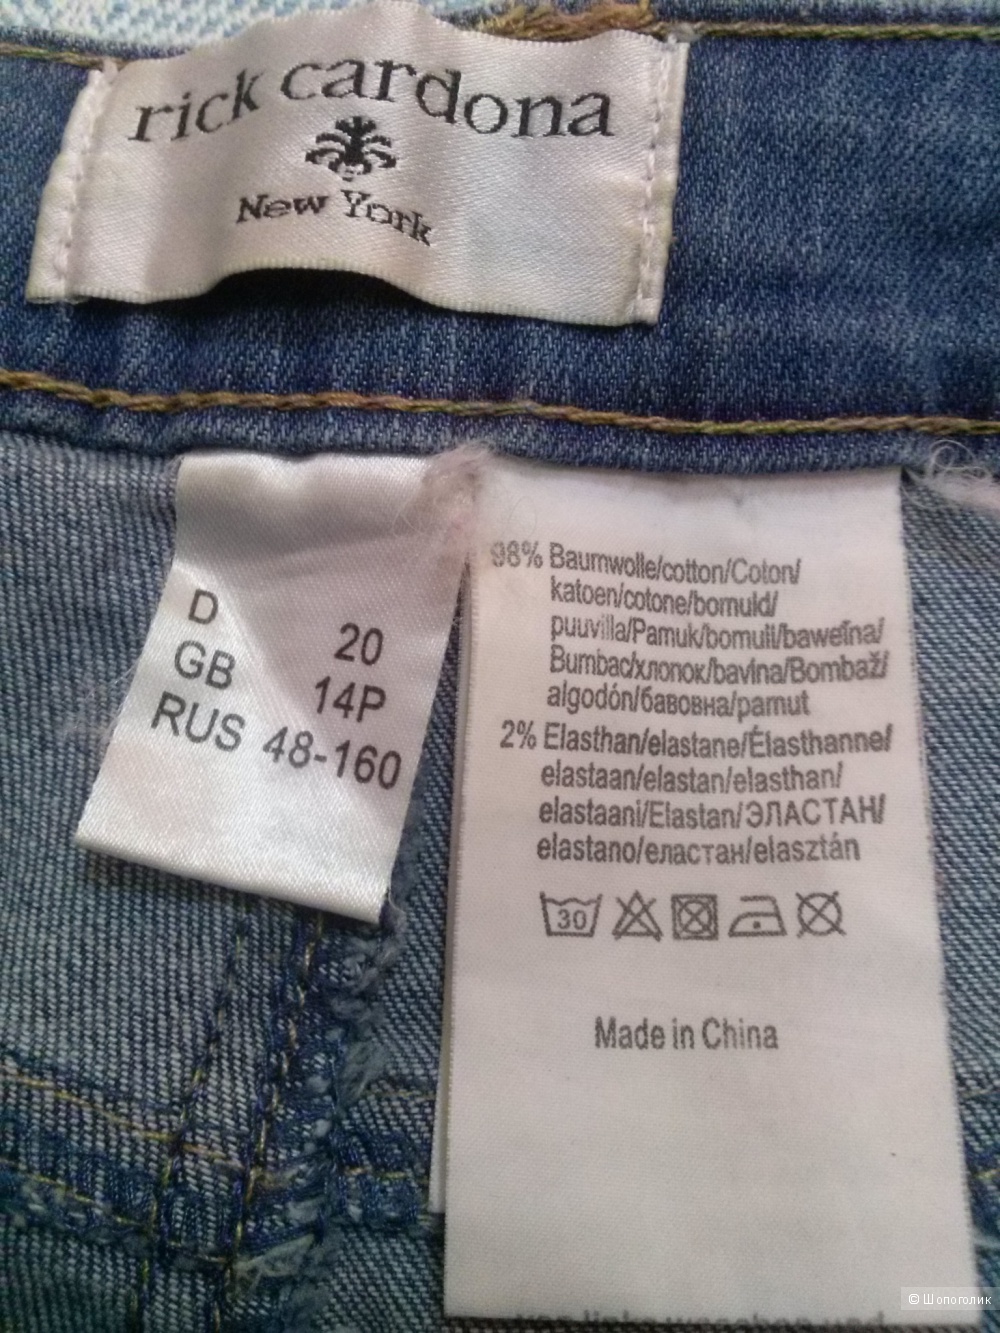 rick cardona
New York
D 20
GB 14P
RUS 48-160
98% Baumwolle/cotton/Coton/
katoen/cotone/bomuld/
puuvilla/Pamuk/bomull/bawełna/
Bumbac/хлопок/bavlna/Bombaž/
algodón/бавовна/pamut
2% Elasthan/elastane/Élasthanne/
elastaan/elastan/elasthan/
elastaani/Elastan/ЭЛАСТАН/
elastano/еластан/elasztán
30
Made in China
© Шопоголик